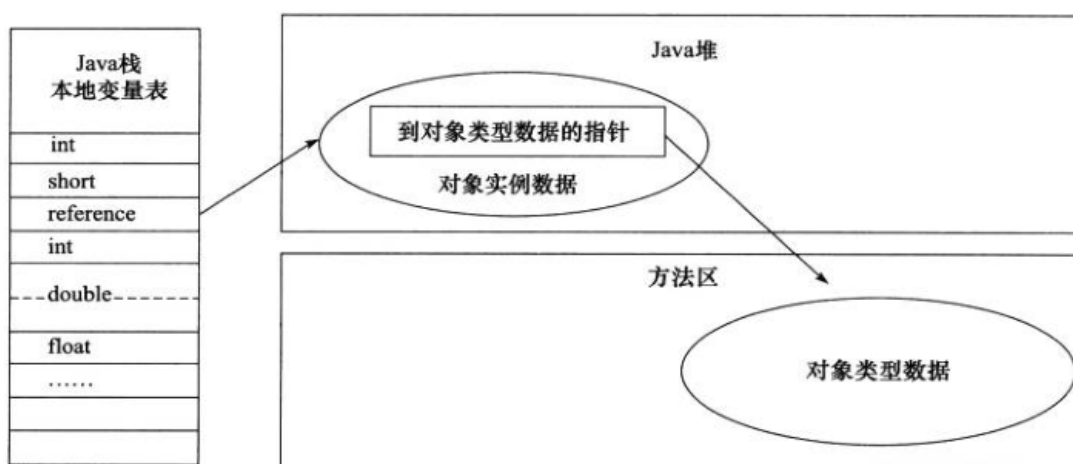 Java栈
本地变量表
int
short
reference
int
double
float
……
Java堆
到对象类型数据的指针
对象实例数据
方法区
对象类型数据